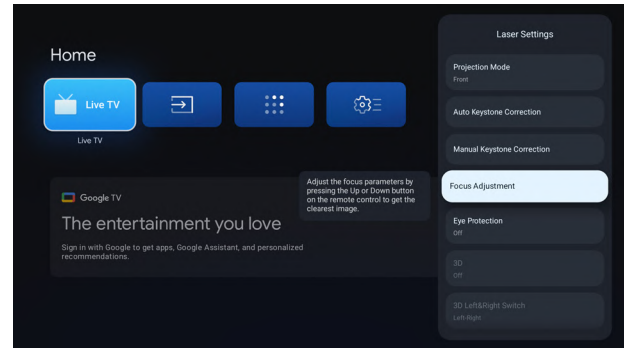 Home
Live TV
Live TV
Google TV
The entertainment you love
Sign in with Google to get apps, Google Assistant, and personalized
recommendations.
Adjust the focus parameters by
pressing the Up or Down button
on the remote control to get the
clearest image.
Laser Settings
Projection Mode
Front
Auto Keystone Correction
Manual Keystone Correction
Focus Adjustment
Eye Protection
Off
3D
Off
3D Left&Right Switch
Left-Right